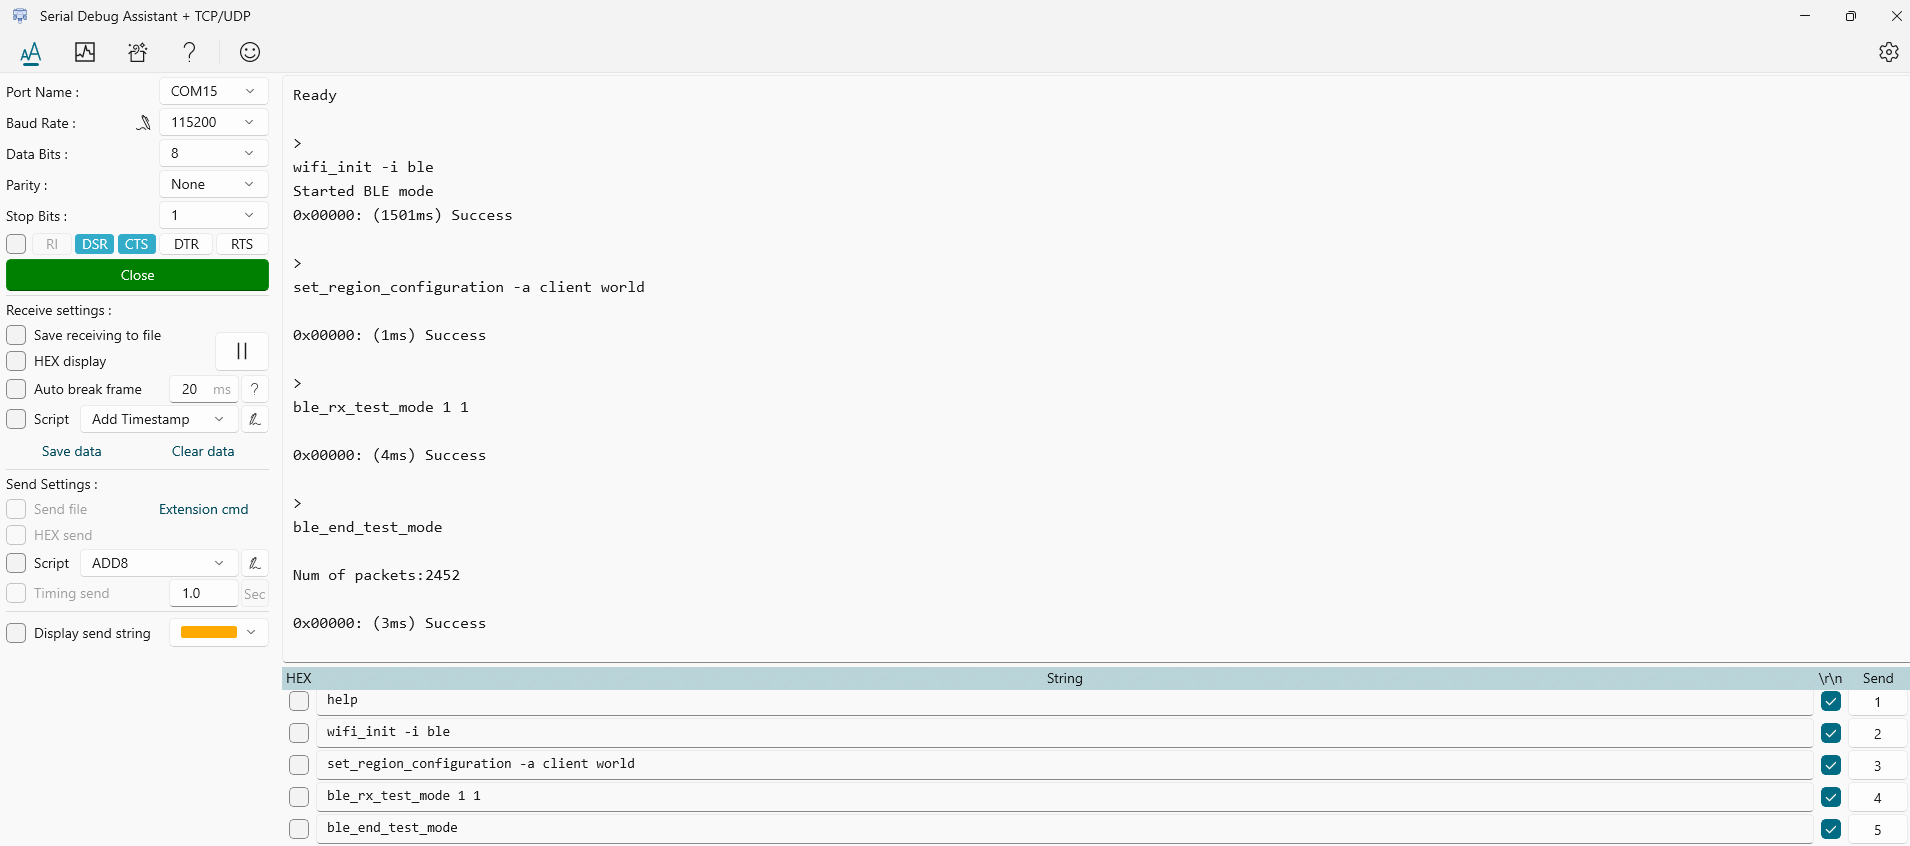 Serial Debug Assistant + TCP/UDP
Port Name :
COM15
Baud Rate :
115200
Data Bits :
8
Parity :
None
Stop Bits :
1
RI DSR CTS DTR RTS
Close
Receive settings :
Save receiving to file
HEX display
Auto break frame
20 ms ?
Script
Add Timestamp
Save data
Clear data
Send Settings :
Send file
Extension cmd
HEX send
Script
ADD8
Timing send
1.0 Sec
Display send string
Ready
>
wifi_init -i ble
Started BLE mode
0x00000: (1501ms) Success
>
set_region_configuration -a client world
0x00000: (1ms) Success
>
ble_rx_test_mode 1 1
0x00000: (4ms) Success
>
ble_end_test_mode
Num of packets:2452
0x00000: (3ms) Success
HEX String \r\n Send
help 1
wifi_init -i ble 2
set_region_configuration -a client world 3
ble_rx_test_mode 1 1 4
ble_end_test_mode 5